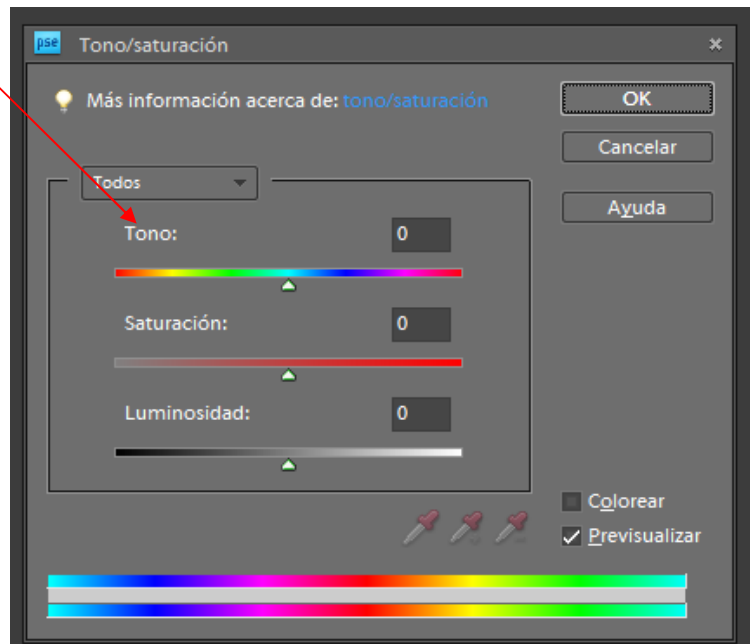 pse Tono/saturación
Más información acerca de: tono/saturación
OK
Cancelar
Ayuda
Todos
Tono: 0
Saturación: 0
Luminosidad: 0
Colorear
Previsualizar